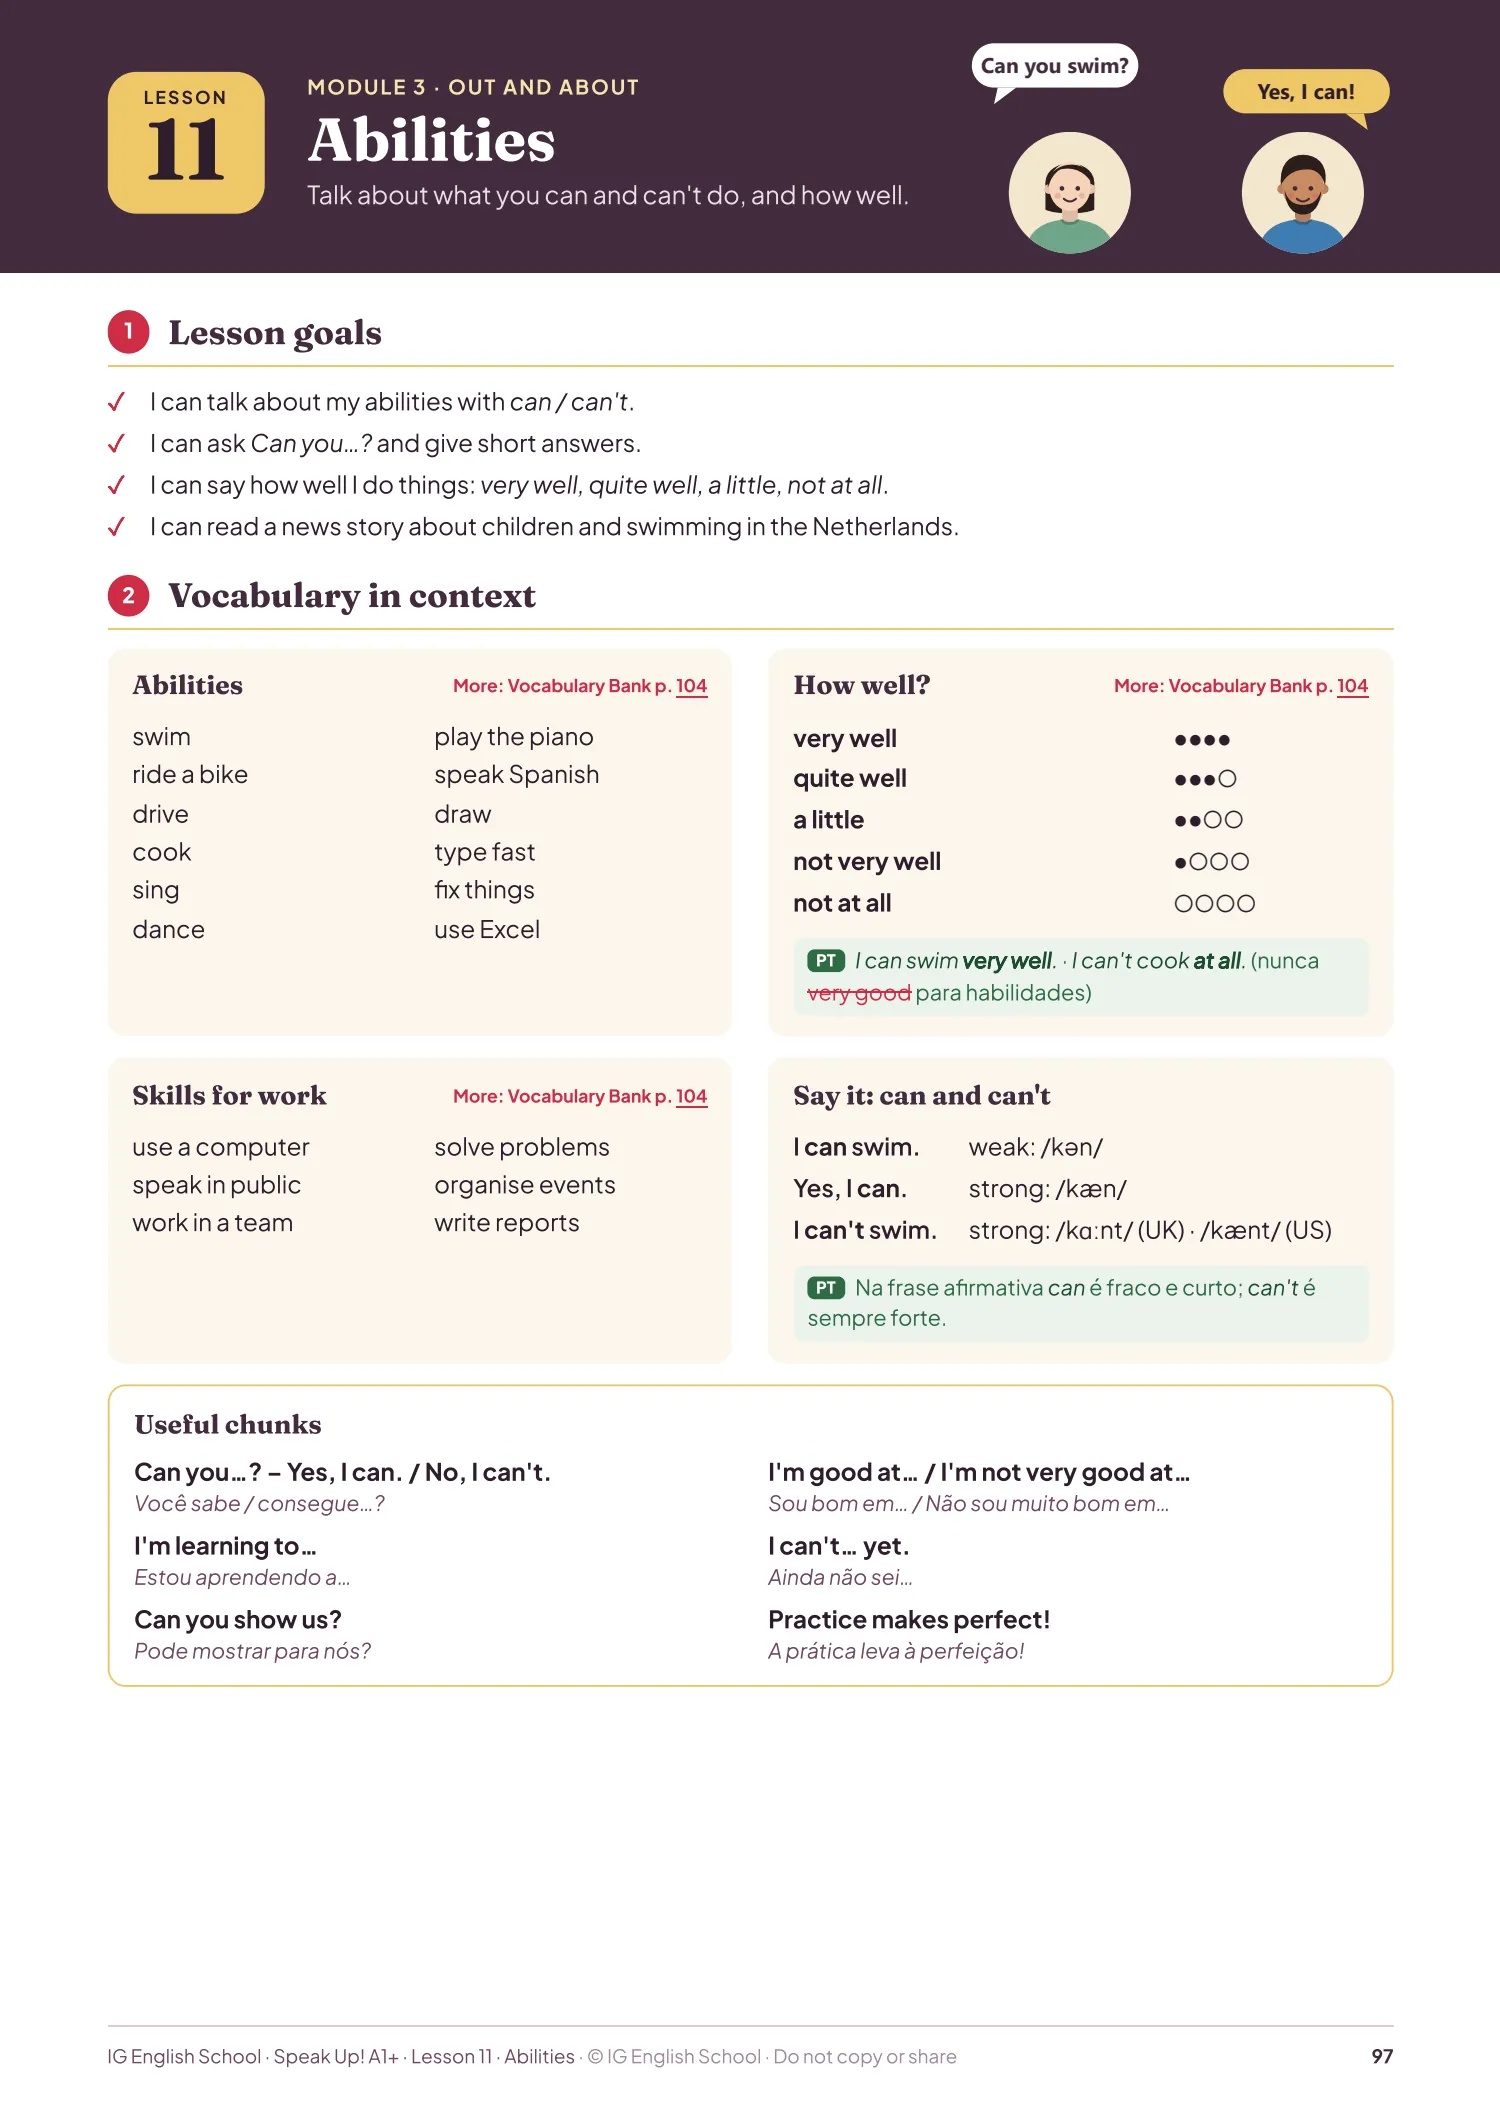 LESSON
11
MODULE 3 · OUT AND ABOUT
Abilities
Talk about what you can and can't do, and how well.
Can you swim?
Yes, I can!
1 Lesson goals
✓ I can talk about my abilities with can / can't.
✓ I can ask Can you…? and give short answers.
✓ I can say how well I do things: very well, quite well, a little, not at all.
✓ I can read a news story about children and swimming in the Netherlands.
2 Vocabulary in context
Abilities More: Vocabulary Bank p. 104
swim play the piano
ride a bike speak Spanish
drive draw
cook type fast
sing fix things
dance use Excel
How well? More: Vocabulary Bank p. 104
very well ●●●●
quite well ●●●○
a little ●●○○
not very well ●○○○
not at all ○○○○
PT I can swim very well. · I can't cook at all. (nunca
very good para habilidades)
Skills for work More: Vocabulary Bank p. 104
use a computer solve problems
speak in public organise events
work in a team write reports
Say it: can and can't
I can swim. weak: /kən/
Yes, I can. strong: /kæn/
I can't swim. strong: /kɑːnt/ (UK) · /kænt/ (US)
PT Na frase afirmativa can é fraco e curto; can't é
sempre forte.
Useful chunks
Can you…? – Yes, I can. / No, I can't. I'm good at… / I'm not very good at…
Você sabe / consegue…? Sou bom em… / Não sou muito bom em…
I'm learning to… I can't… yet.
Estou aprendendo a… Ainda não sei…
Can you show us? Practice makes perfect!
Pode mostrar para nós? A prática leva à perfeição!
IG English School · Speak Up! A1+ · Lesson 11 · Abilities · © IG English School · Do not copy or share 97